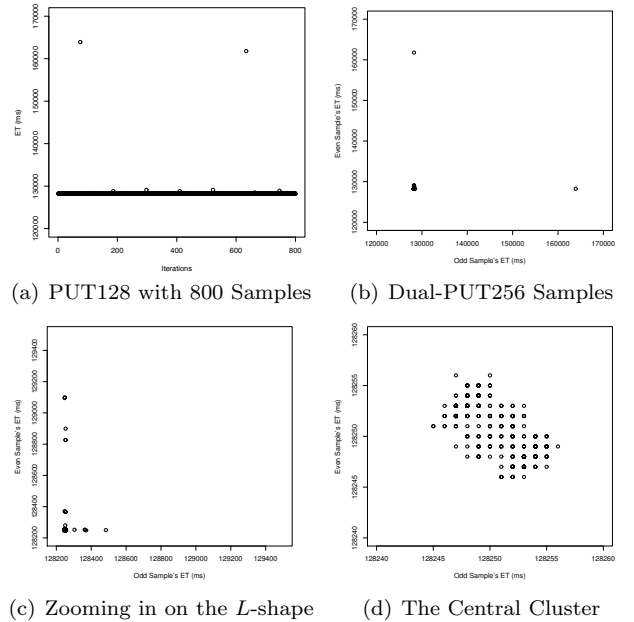 170000
160000
150000
140000
130000
120000
ET (ms)
0 200 400 600 800
Iterations
(a) PUT128 with 800 Samples
170000
160000
150000
140000
130000
120000
Even Sample's ET (ms)
120000 130000 140000 150000 160000 170000
Odd Sample's ET (ms)
(b) Dual-PUT256 Samples
129400
129200
129000
128800
128600
128400
128200
Even Sample's ET (ms)
128200 128400 128600 128800 129000 129200 129400
Odd Sample's ET (ms)
(c) Zooming in on the L-shape
128260
128255
128250
128245
128240
Even Sample's ET (ms)
128240 128245 128250 128255 128260
Odd Sample's ET (ms)
(d) The Central Cluster